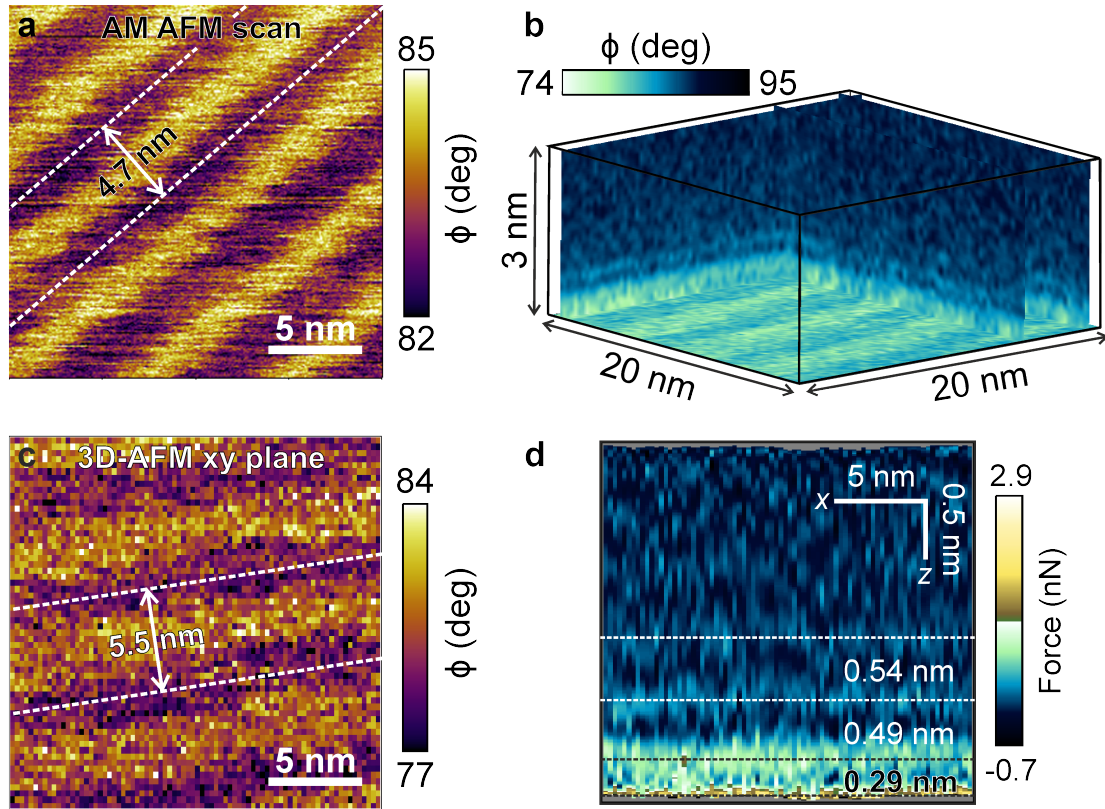 a
AM AFM scan
4.7 nm
5 nm
85
ϕ (deg)
82
b
ϕ (deg)
74
95
3 nm
20 nm
20 nm
c
3D-AFM xy plane
5.5 nm
5 nm
84
ϕ (deg)
77
d
5 nm
x
0.5 nm
z
0.54 nm
0.49 nm
0.29 nm
2.9
Force (nN)
-0.7